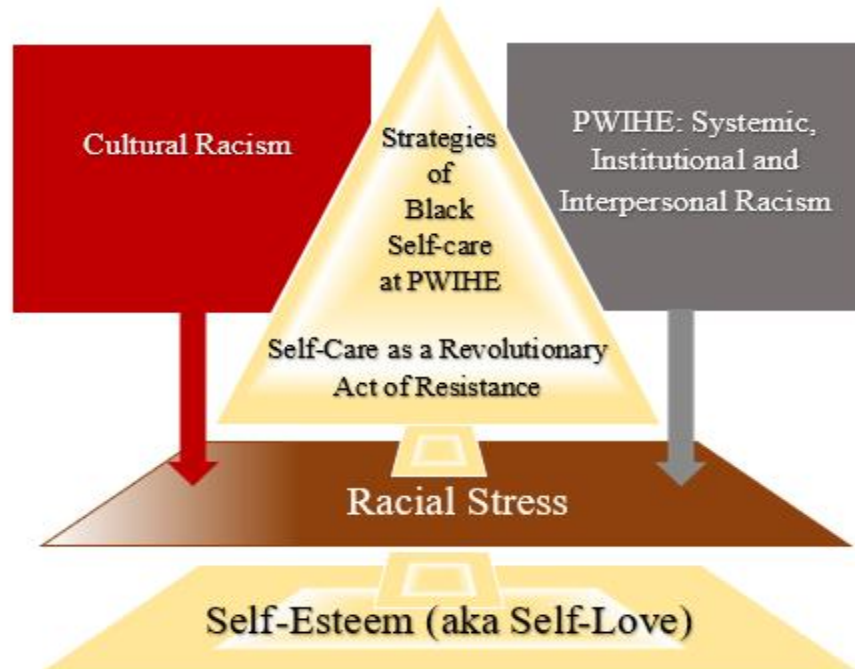 Cultural Racism
Strategies
of
Black
Self-care
at PWIHE
Self-Care as a Revolutionary
Act of Resistance
PWIHE: Systemic,
Institutional and
Interpersonal Racism
Racial Stress
Self-Esteem (aka Self-Love)